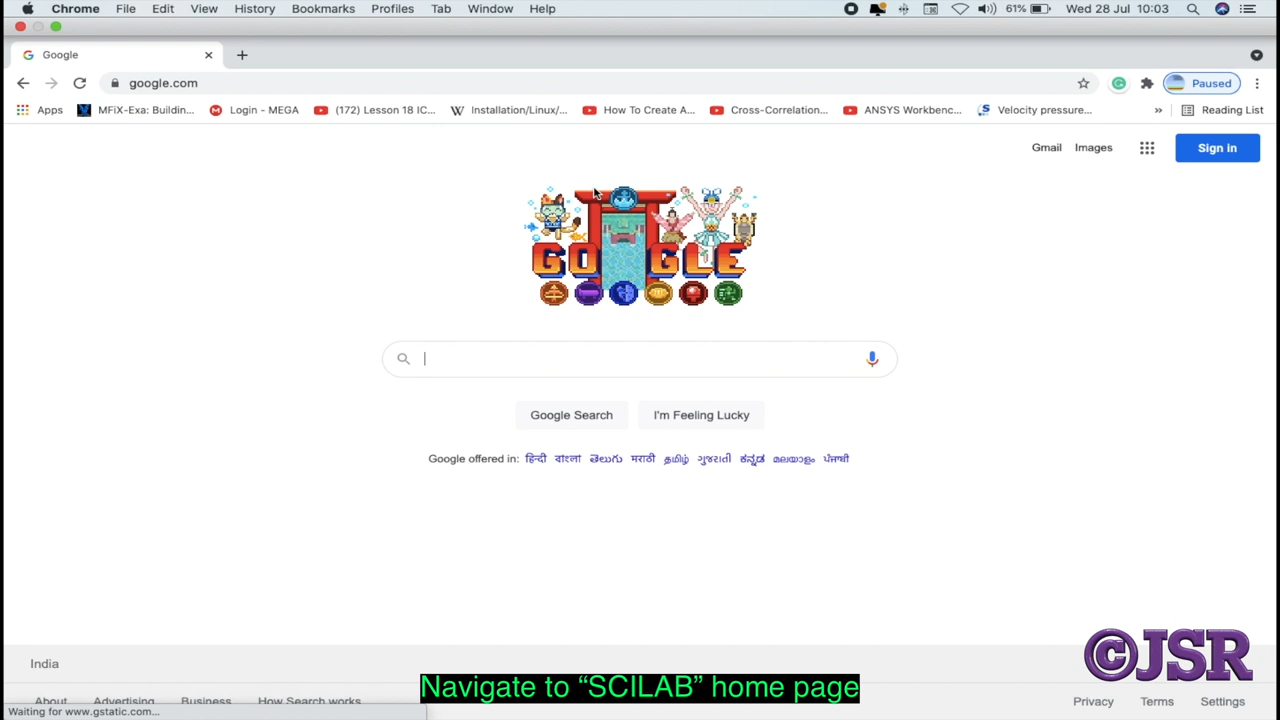 Chrome File Edit View History Bookmarks Profiles Tab Window Help 61% Wed 28 Jul 10:03
Google
google.com Paused
Apps MFiX-Exa: Buildin... Login - MEGA (172) Lesson 18 IC... Installation/Linux/... How To Create A... Cross-Correlation... ANSYS Workbenc... Velocity pressure... » Reading List
Gmail Images Sign in
GOOGLE
Google Search I'm Feeling Lucky
Google offered in: हिन्दी বাংলা తెలుగు मराठी தமிழ் ગુજરાતી ಕನ್ನಡ മലയാളം ਪੰਜਾਬੀ
India
©JSR
Navigate to “SCILAB” home page
About Advertising Business How Search works Privacy Terms Settings
Waiting for www.gstatic.com...